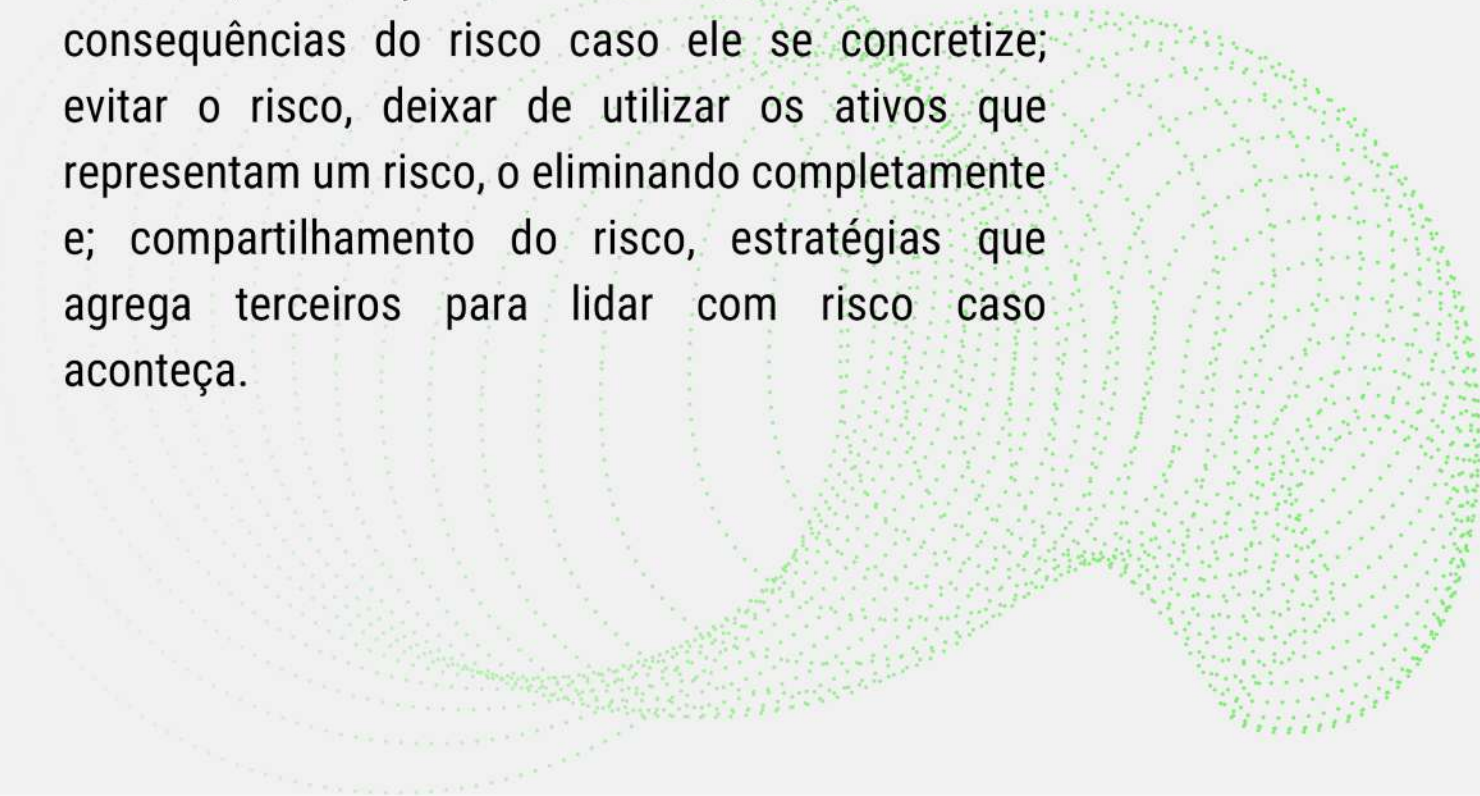 consequências do risco caso ele se concretize;
evitar o risco, deixar de utilizar os ativos que
representam um risco, o eliminando completamente
e; compartilhamento do risco, estratégias que
agrega terceiros para lidar com risco caso
aconteça.